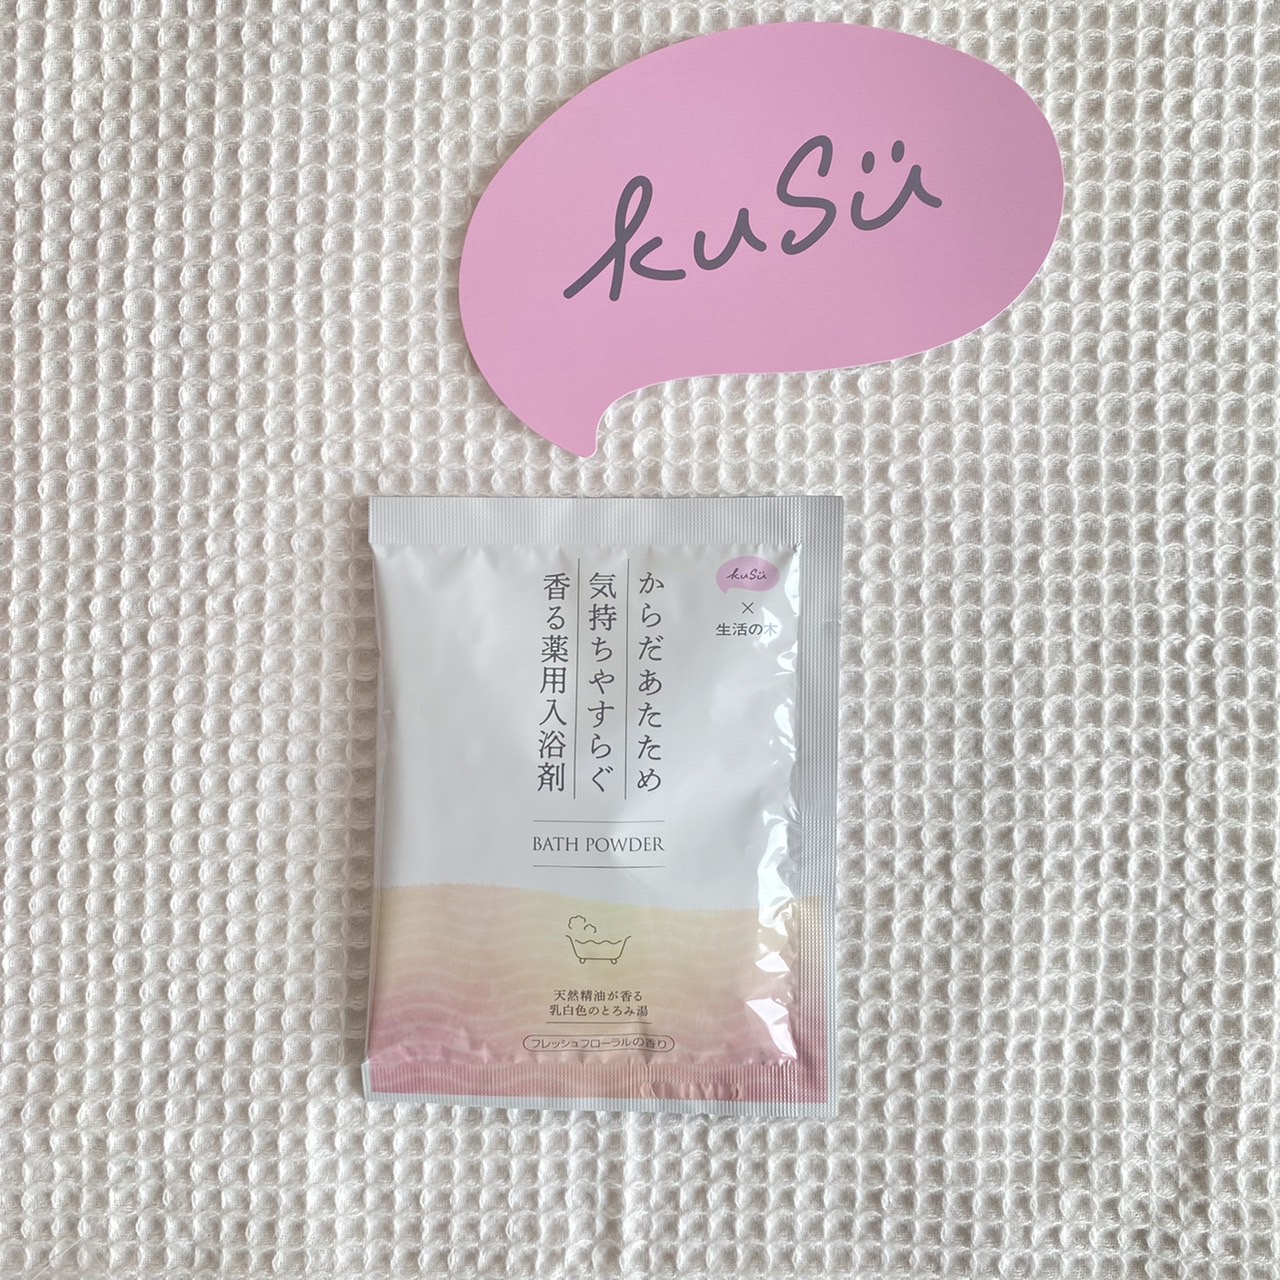 kusü
kusü
×
生活の木
からだあたため
気持ちやすらぐ
香る薬用入浴剤
BATH POWDER
天然精油が香る
乳白色のとろみ湯
フレッシュフローラルの香り